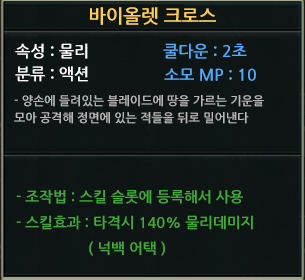 바이올렛 크로스
속성 : 물리 쿨다운 : 2초
분류 : 액션 소모 MP : 10
- 양손에 들려있는 블레이드에 땅을 가르는 기운을
모아 공격해 정면에 있는 적들을 뒤로 밀어낸다
- 조작법 : 스킬 슬롯에 등록해서 사용
- 스킬효과 : 타격시 140% 물리데미지
( 넉백 어택 )